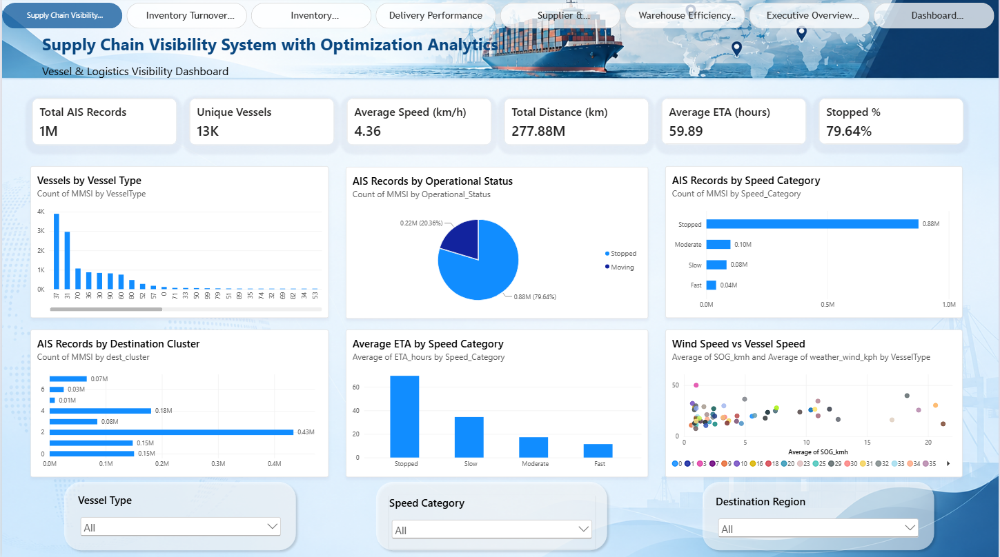 Supply Chain Visibility...
Inventory Turnover...
Inventory...
Delivery Performance
Supplier &...
Warehouse Efficiency..
Executive Overview...
Dashboard...
Supply Chain Visibility System with Optimization Analytics
Vessel & Logistics Visibility Dashboard
Total AIS Records
1M
Unique Vessels
13K
Average Speed (km/h)
4.36
Total Distance (km)
277.88M
Average ETA (hours)
59.89
Stopped %
79.64%
Vessels by Vessel Type
Count of MMSI by VesselType
4K
3K
2K
1K
0K
37 31 70 36 30 90 60 80 52 57 0 71 33 50 99 79 51 89 35 74 32 69 82 34 53
AIS Records by Operational Status
Count of MMSI by Operational_Status
0.22M (20.36%)
0.88M (79.64%)
Stopped
Moving
AIS Records by Speed Category
Count of MMSI by Speed_Category
Stopped 0.88M
Moderate 0.10M
Slow 0.08M
Fast 0.04M
0.0M 0.5M 1.0M
AIS Records by Destination Cluster
Count of MMSI by dest_cluster
0.07M
6 0.03M
0.01M
4 0.18M
0.08M
2 0.43M
0.15M
0 0.15M
0.0M 0.1M 0.2M 0.3M 0.4M
Average ETA by Speed Category
Average of ETA_hours by Speed_Category
60
40
20
0
Stopped Slow Moderate Fast
Wind Speed vs Vessel Speed
Average of SOG_kmh and Average of weather_wind_kph by VesselType
50
0
0 5 10 15 20
Average of SOG_kmh
0 1 3 7 9 10 16 18 20 23 25 29 30 31 32 33 34 35
Vessel Type
All
Speed Category
All
Destination Region
All